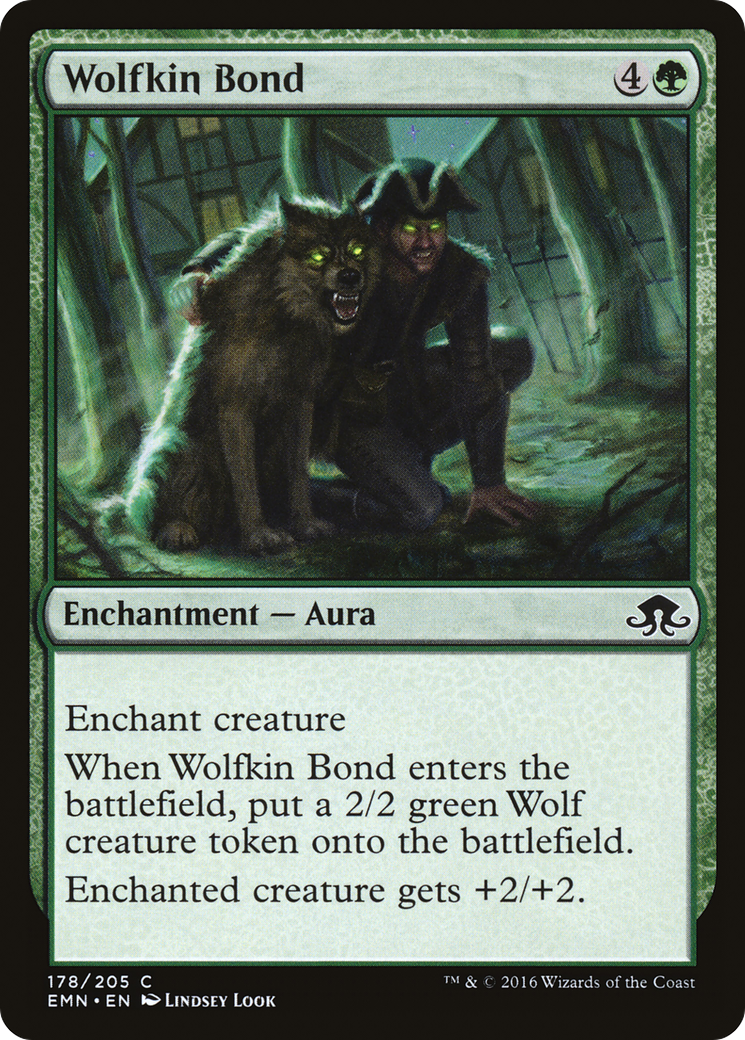 Wolfkin Bond 4
Enchantment — Aura
Enchant creature
When Wolfkin Bond enters the
battlefield, put a 2/2 green Wolf
creature token onto the battlefield.
Enchanted creature gets +2/+2.
178/205 C
EMN • EN Lindsey Look
™ & © 2016 Wizards of the Coast